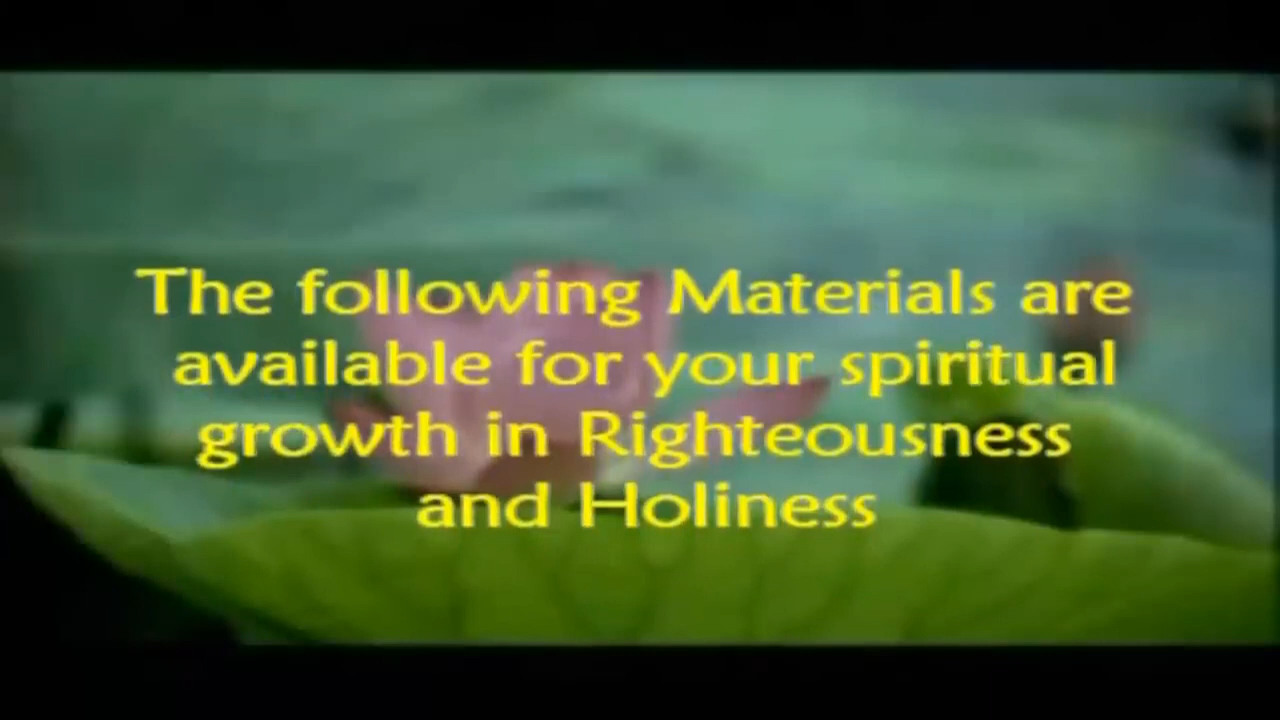 The following Materials are
available for your spiritual
growth in Righteousness
and Holiness